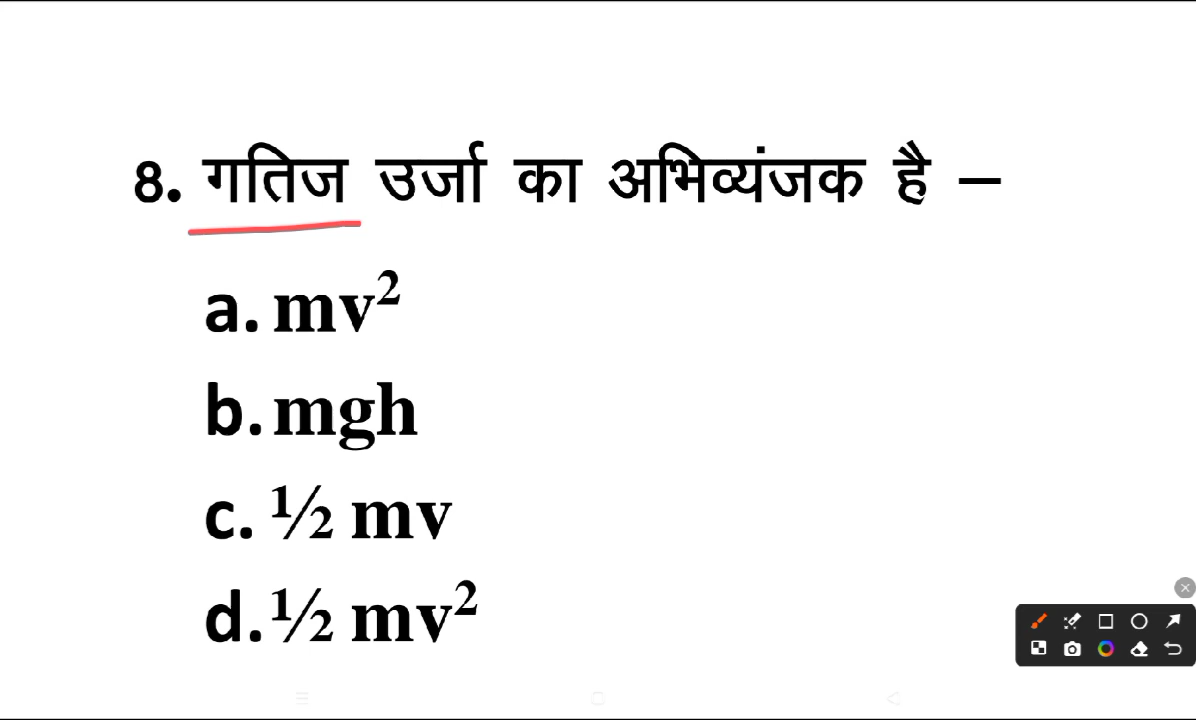 8. गतिज उर्जा का अभिव्यंजक है –
a. mv²
b. mgh
c. ½ mv
d. ½ mv²